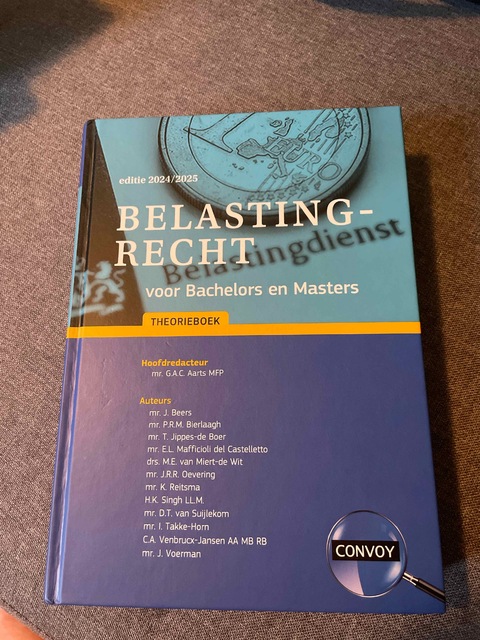 editie 2024/2025
BELASTING-
RECHT
Belastingdienst
voor Bachelors en Masters
THEORIEBOEK
Hoofdredacteur
mr. G.A.C. Aarts MFP
Auteurs
mr. J. Beers
mr. P.R.M. Bierlaagh
mr. T. Jippes-de Boer
mr. E.L. Mafficioli del Castelletto
drs. M.E. van Miert-de Wit
mr. J.R.R. Oevering
mr. K. Reitsma
H.K. Singh LL.M.
mr. D.T. van Suijlekom
mr. I. Takke-Horn
C.A. Venbrucx-Jansen AA MB RB
mr. J. Voerman
CONVOY